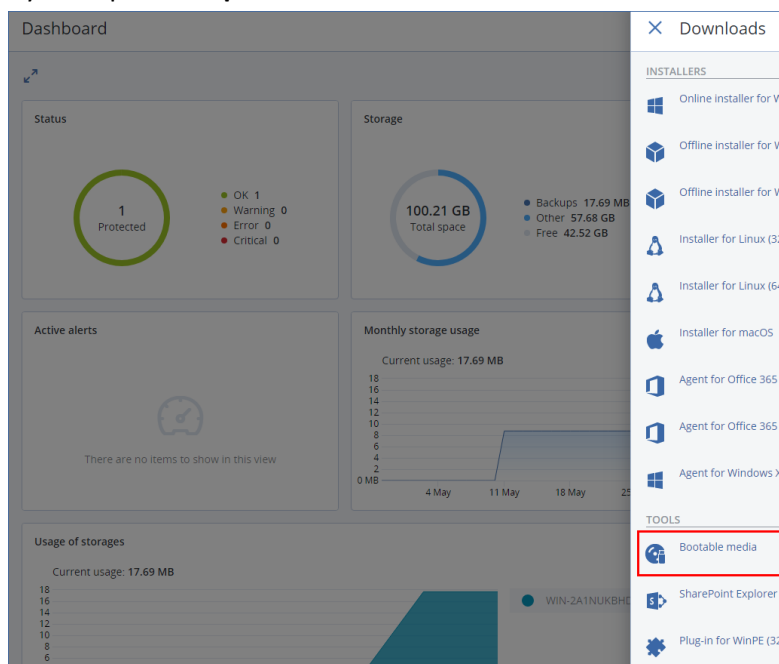 Dashboard
Downloads
INSTALLERS
Online installer for W
Offline installer for W
Offline installer for W
Installer for Linux (32
Installer for Linux (64
Installer for macOS
Agent for Office 365
Agent for Office 365
Agent for Windows X
TOOLS
Bootable media
SharePoint Explorer
Plug-in for WinPE (32
Status
1
Protected
OK 1
Warning 0
Error 0
Critical 0
Storage
100.21 GB
Total space
Backups 17.69 MB
Other 57.68 GB
Free 42.52 GB
Active alerts
There are no items to show in this view
Monthly storage usage
Current usage: 17.69 MB
18
16
14
12
10
8
6
4
2
0 MB
4 May 11 May 18 May 25
Usage of storages
Current usage: 17.69 MB
18
16
14
12
10
8
6
WIN-2A1NUKBHD